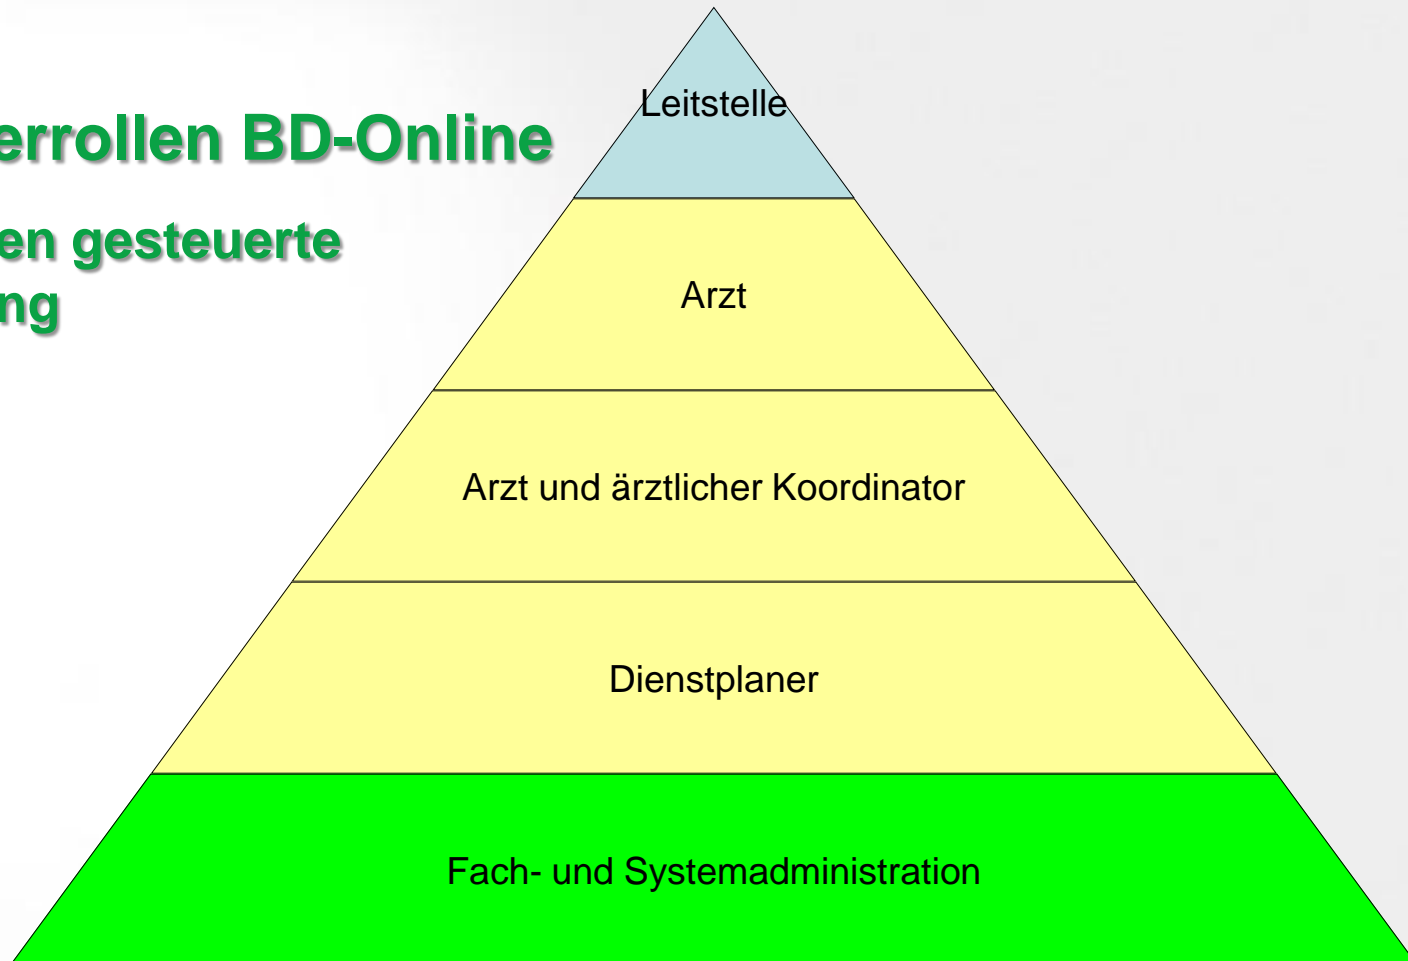 Leitstelle
errollen BD-Online
en gesteuerte
ng
Arzt
Arzt und ärztlicher Koordinator
Dienstplaner
Fach- und Systemadministration